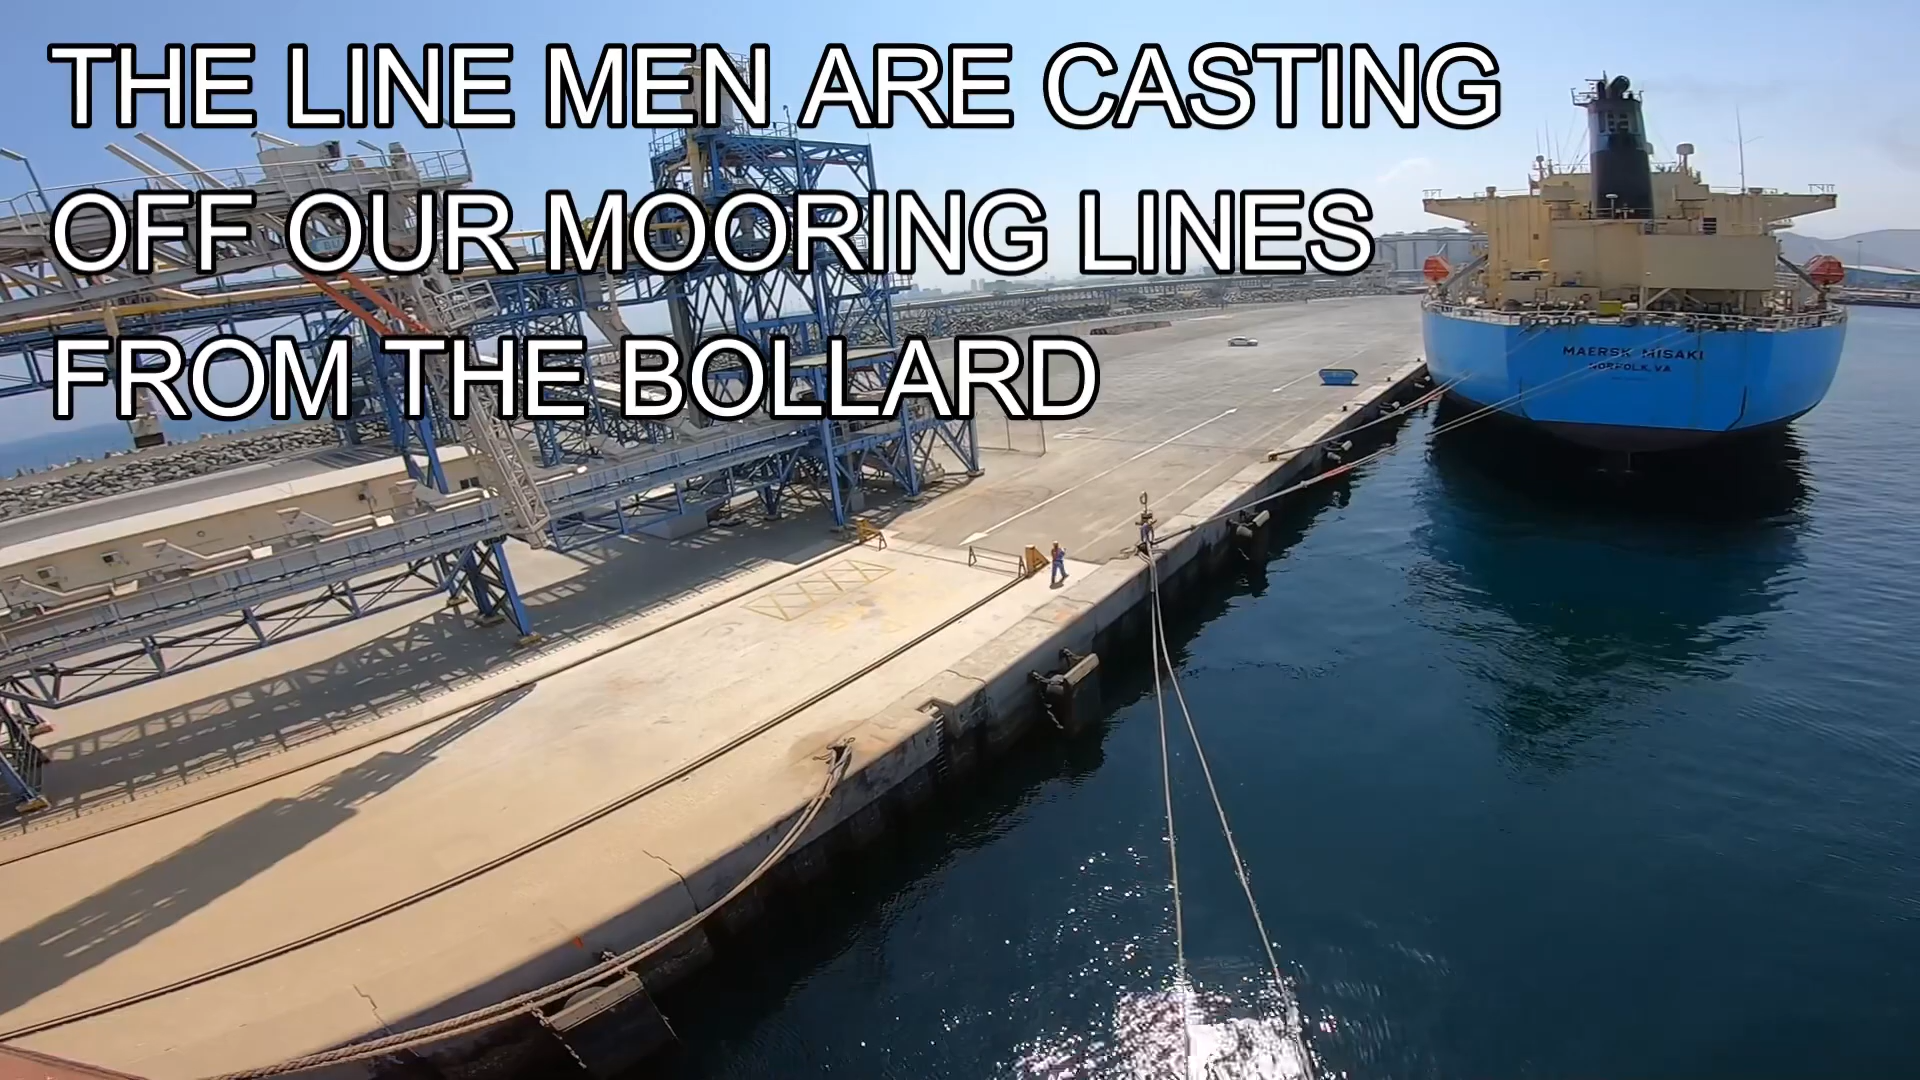 THE LINE MEN ARE CASTING
OFF OUR MOORING LINES
FROM THE BOLLARD
MAERSK MISAKI
NORFOLK, VA